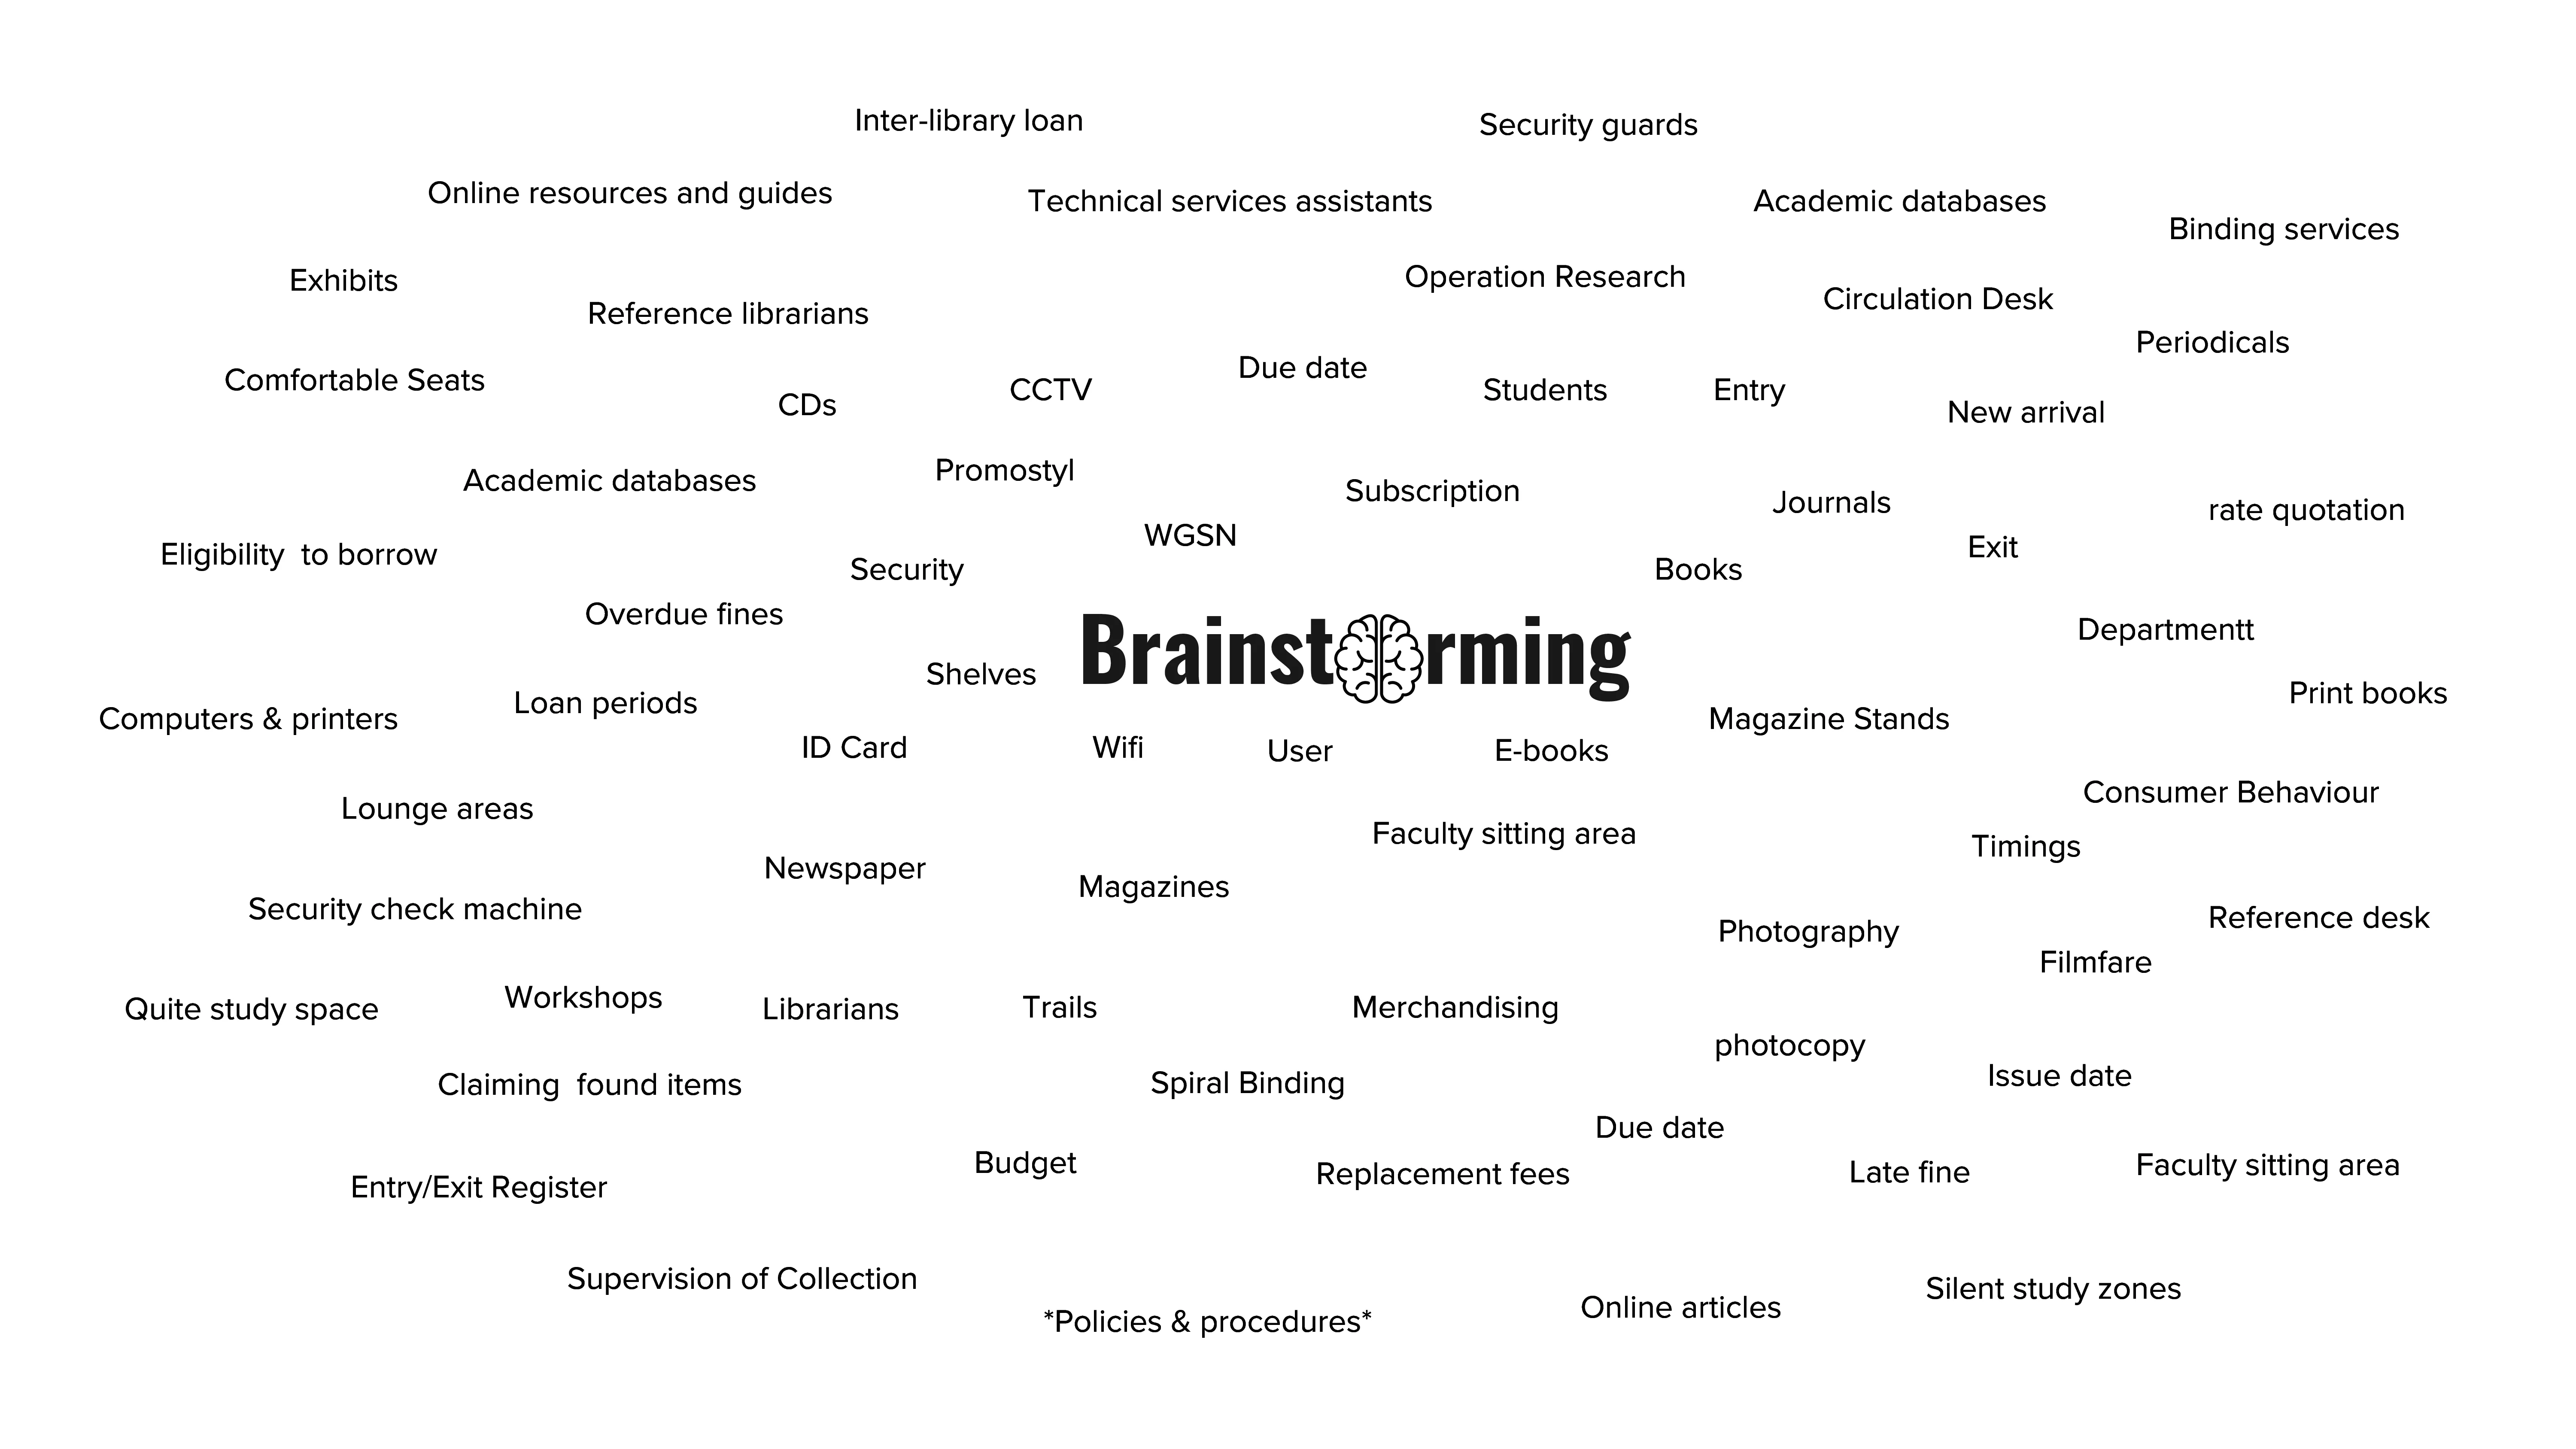 Inter-library loan
Security guards
Online resources and guides
Technical services assistants
Academic databases
Binding services
Exhibits
Operation Research
Reference librarians
Circulation Desk
Periodicals
Comfortable Seats
CDs
CCTV
Due date
Students
Entry
New arrival
Academic databases
Promostyl
Subscription
Journals
rate quotation
Eligibility  to borrow
WGSN
Security
Books
Exit
Overdue fines
Brainstorming
Departmentt
Shelves
Print books
Computers & printers
Loan periods
Magazine Stands
ID Card
Wifi
User
E-books
Consumer Behaviour
Lounge areas
Faculty sitting area
Timings
Newspaper
Magazines
Security check machine
Reference desk
Photography
Filmfare
Quite study space
Workshops
Librarians
Trails
Merchandising
photocopy
Claiming  found items
Spiral Binding
Issue date
Due date
Entry/Exit Register
Budget
Replacement fees
Late fine
Faculty sitting area
Supervision of Collection
*Policies & procedures*
Online articles
Silent study zones